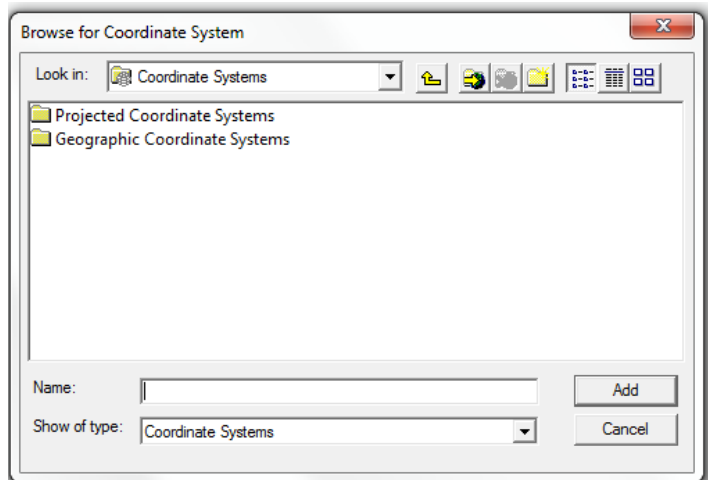 Browse for Coordinate System
Look in: Coordinate Systems
Projected Coordinate Systems
Geographic Coordinate Systems
Name: Add
Show of type: Coordinate Systems Cancel